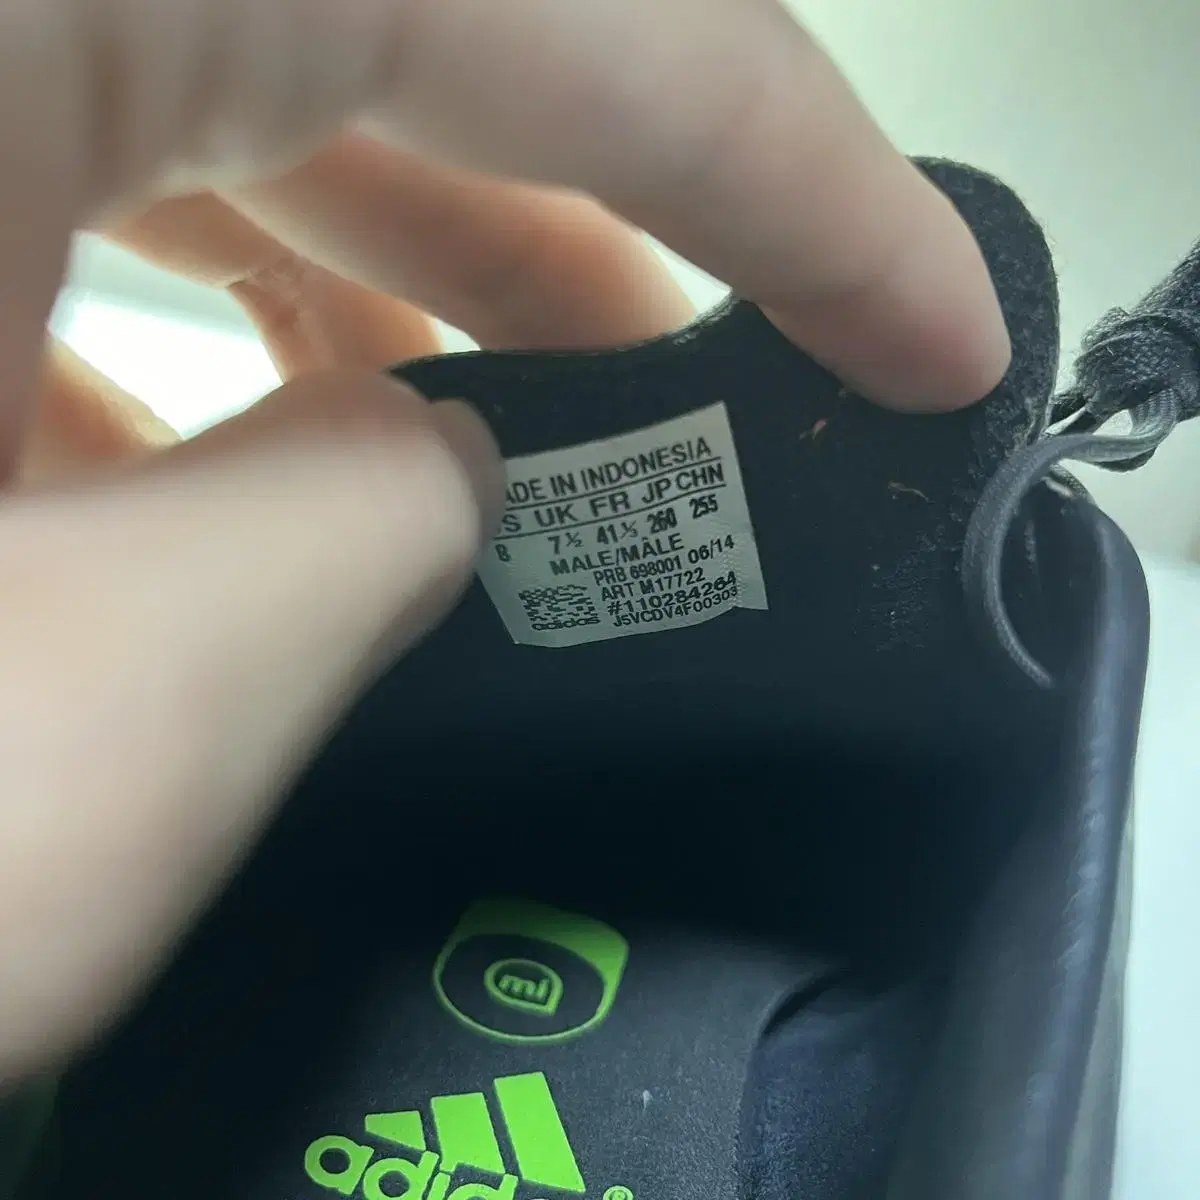 ADE IN INDONESIA
S UK FR JP CHN
8 7½ 41⅓ 260 255
MALE/MÂLE
PRB 698001 06/14
ART M17722
#110284264
adidas J5VCDV4F00303
mi
adidas®